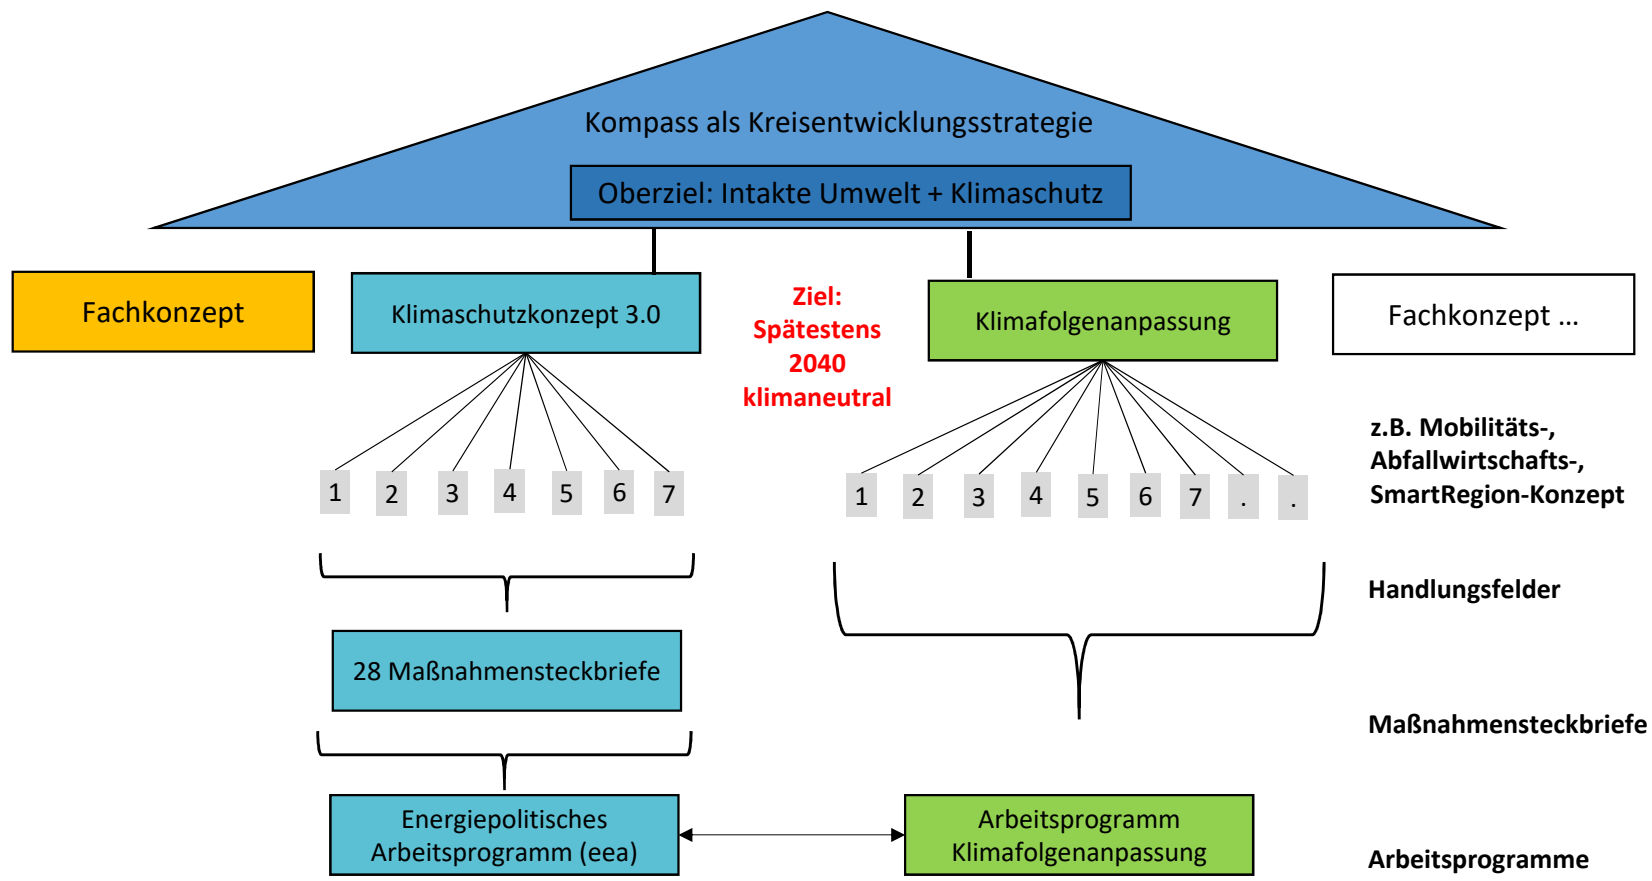 Kompass als Kreisentwicklungsstrategie
Oberziel: Intakte Umwelt + Klimaschutz
Fachkonzept
Klimaschutzkonzept 3.0
Ziel:
Spätestens
2040
klimaneutral
Klimafolgenanpassung
Fachkonzept ...
z.B. Mobilitäts-,
Abfallwirtschafts-,
SmartRegion-Konzept
1 2 3 4 5 6 7
1 2 3 4 5 6 7 . .
Handlungsfelder
28 Maßnahmensteckbriefe
Maßnahmensteckbriefe
Energiepolitisches
Arbeitsprogramm (eea)
Arbeitsprogramm
Klimafolgenanpassung
Arbeitsprogramme